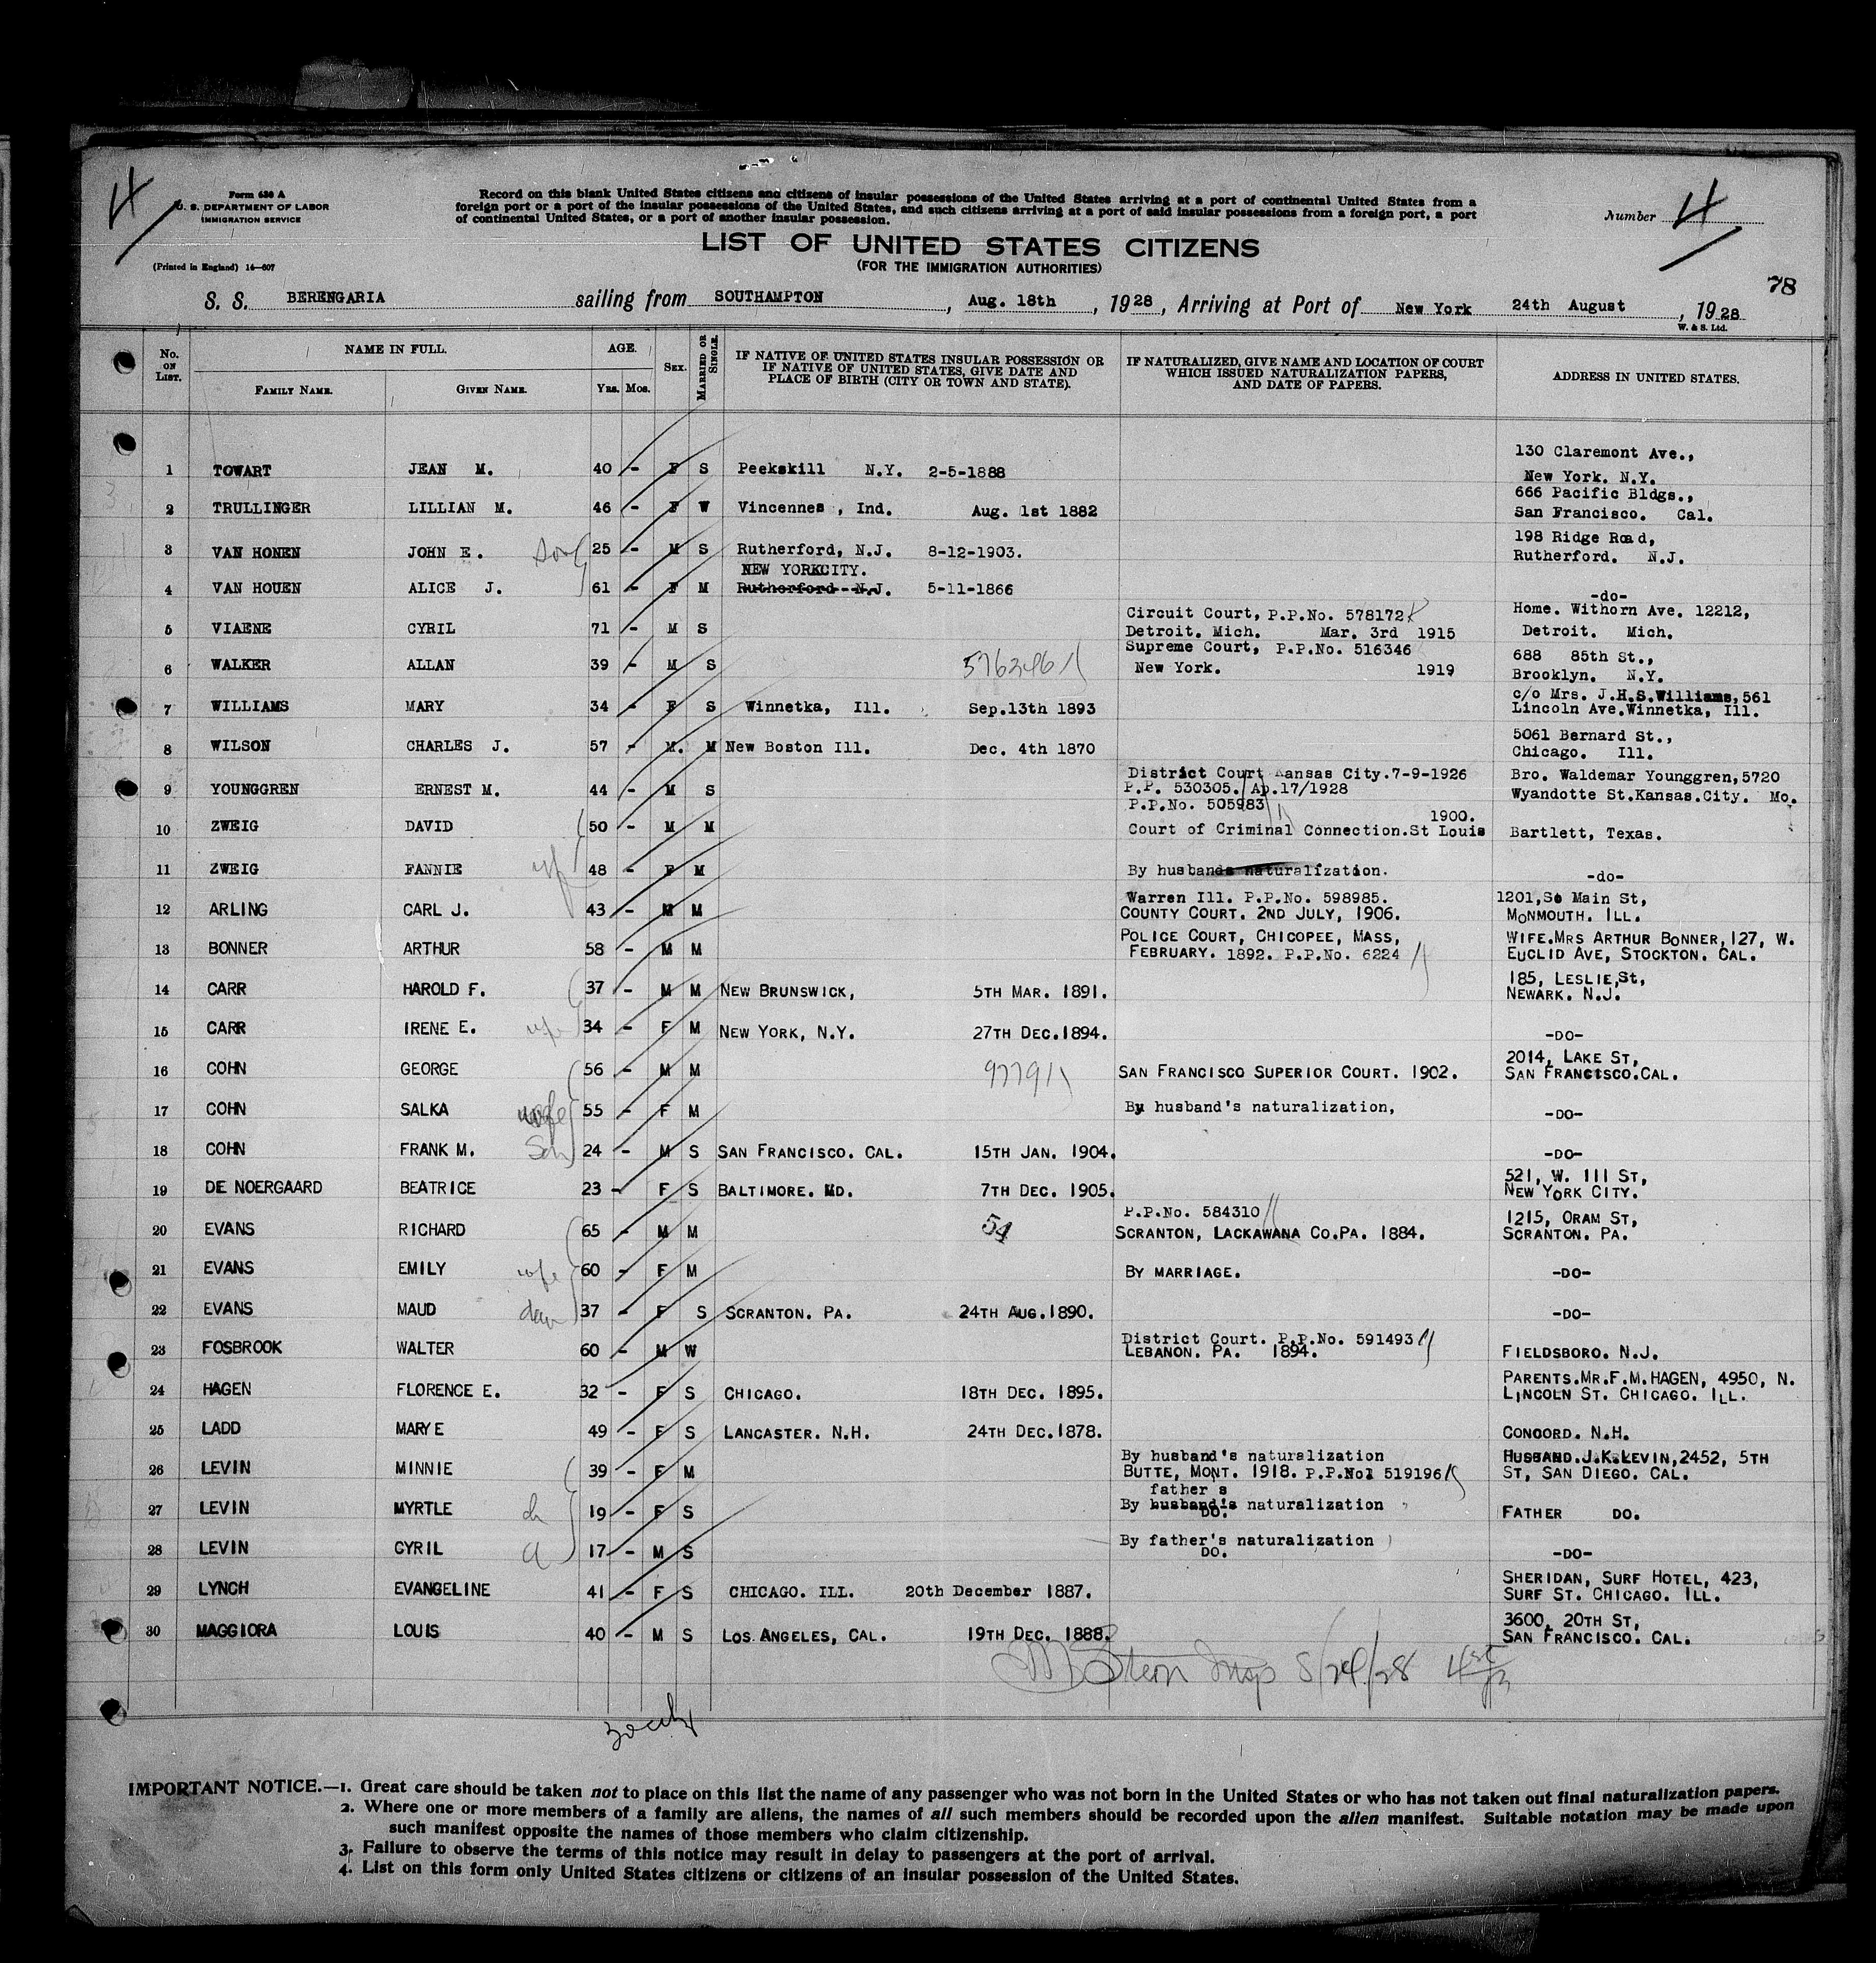 4
Form 630 A
U. S. DEPARTMENT OF LABOR
IMMIGRATION SERVICE
(Printed in England) 14—607
Record on this blank United States citizens and citizens of insular possessions of the United States arriving at a port of continental United States from a
foreign port or a port of the insular possessions of the United States, and such citizens arriving at a port of said insular possessions from a foreign port, a port
of continental United States, or a port of another insular possession.
Number 4
LIST OF UNITED STATES CITIZENS
(FOR THE IMMIGRATION AUTHORITIES)
78
S. S. BERENGARIA sailing from SOUTHAMPTON, Aug. 18th, 1928, Arriving at Port of New York 24th August, 1928
W. & S. Ltd.
No. ON LIST. NAME IN FULL. FAMILY NAME. GIVEN NAME. AGE. Yrs. Mos. SEX. MARRIED OR SINGLE. IF NATIVE OF UNITED STATES INSULAR POSSESSION OR IF NATIVE OF UNITED STATES, GIVE DATE AND PLACE OF BIRTH (CITY OR TOWN AND STATE). IF NATURALIZED, GIVE NAME AND LOCATION OF COURT WHICH ISSUED NATURALIZATION PAPERS, AND DATE OF PAPERS. ADDRESS IN UNITED STATES.
1 TOWART JEAN M. 40 - F S Peekskill N.Y. 2-5-1888 130 Claremont Ave., New York. N.Y.
2 TRULLINGER LILLIAN M. 46 - F W Vincennes , Ind. Aug. 1st 1882 666 Pacific Bldgs., San Francisco. Cal.
3 VAN HONEN JOHN E. son 25 - M S Rutherford, N.J. 8-12-1903. 198 Ridge Road, Rutherford. N.J.
4 VAN HOUEN ALICE J. 61 - F M NEW YORKCITY. Rutherford N.J. 5-11-1866 -do-
5 VIAENE CYRIL 71 - M S Circuit Court, P.P.No. 578172 Detroit. Mich. Mar. 3rd 1915 Home. Withorn Ave. 12212, Detroit. Mich.
6 WALKER ALLAN 39 - M S 576346 Supreme Court, P.P.No. 516346 New York. 1919 688 85th St., Brooklyn. N.Y.
7 WILLIAMS MARY 34 - F S Winnetka, Ill. Sep.13th 1893 c/o Mrs. J.H.S.Williams,561 Lincoln Ave.Winnetka, Ill.
8 WILSON CHARLES J. 57 - M. M New Boston Ill. Dec. 4th 1870 5061 Bernard St., Chicago. Ill.
9 YOUNGGREN ERNEST M. 44 - M S District Court Kansas City.7-9-1926 P.P. 530305. Ap.17/1928 Bro. Waldemar Younggren,5720 Wyandotte St.Kansas.City. Mo.
10 ZWEIG DAVID 50 - M M P.P.No. 505983 1900. Court of Criminal Connection.St Louis Bartlett, Texas.
11 ZWEIG FANNIE wf 48 - F M By husbands naturalization. -do-
12 ARLING CARL J. 43 - M M Warren Ill. P.P.No. 598985. COUNTY COURT. 2ND JULY, 1906. 1201,So Main St, MONMOUTH. ILL.
13 BONNER ARTHUR 58 - M M POLICE COURT, CHICOPEE, MASS, FEBRUARY. 1892. P.P.No. 6224 WIFE.MRS ARTHUR BONNER,127, W. EUCLID AVE, STOCKTON. CAL.
14 CARR HAROLD F. 37 - M M NEW BRUNSWICK, 5TH MAR. 1891. 185, LESLIE,St, NEWARK. N.J.
15 CARR IRENE E. wife 34 - F M NEW YORK, N.Y. 27TH DEC.1894. -DO-
16 COHN GEORGE 56 - M M 9779 SAN FRANCISCO SUPERIOR COURT. 1902. 2014, LAKE ST, SAN FRANCISCO.CAL.
17 COHN SALKA wife 55 - F M By husband's naturalization, -DO-
18 COHN FRANK M. Son 24 - M S SAN FRANCISCO. CAL. 15TH JAN. 1904. -DO-
19 DE NOERGAARD BEATRICE 23 - F S BALTIMORE. MD. 7TH DEC. 1905. 521, W. 111 ST, NEW YORK CITY.
20 EVANS RICHARD 65 - M M 54 P.P.No. 584310 SCRANTON, LACKAWANA CO.PA. 1884. 1215, ORAM ST, SCRANTON. PA.
21 EVANS EMILY wife 60 - F M BY MARRIAGE. -DO-
22 EVANS MAUD dau 37 - F S SCRANTON. PA. 24TH AUG.1890. -DO-
23 FOSBROOK WALTER 60 - M W District Court. P.P.No. 591493 LEBANON. PA. 1894. FIELDSBORO. N.J.
24 HAGEN FLORENCE E. 32 - F S CHICAGO. 18TH DEC. 1895. PARENTS.MR.F.M.HAGEN, 4950, N. LINCOLN ST. CHICAGO. ILL.
25 LADD MARY E 49 - F S LANCASTER. N.H. 24TH DEC.1878. CONCORD. N.H.
26 LEVIN MINNIE 39 - F M By husband's naturalization BUTTE, MONT. 1918. P.P.No1 519196 HUSBAND.J.K.LEVIN,2452, 5TH ST, SAN DIEGO. CAL.
27 LEVIN MYRTLE ch 19 - F S father s By husband's naturalization DO. FATHER DO.
28 LEVIN CYRIL 17 - M S By father's naturalization DO. -DO-
29 LYNCH EVANGELINE 41 - F S CHICAGO. ILL. 20th December 1887. SHERIDAN, SURF HOTEL, 423, SURF ST. CHICAGO. ILL.
30 MAGGIORA LOUIS 40 - M S LOS ANGELES, CAL. 19TH DEC. 1888. 3600, 20TH ST, SAN FRANCISCO. CAL.
Stern Insp 8/24/28
IMPORTANT NOTICE.—1. Great care should be taken not to place on this list the name of any passenger who was not born in the United States or who has not taken out final naturalization papers.
2. Where one or more members of a family are aliens, the names of all such members should be recorded upon the alien manifest. Suitable notation may be made upon
such manifest opposite the names of those members who claim citizenship.
3. Failure to observe the terms of this notice may result in delay to passengers at the port of arrival.
4. List on this form only United States citizens or citizens of an insular possession of the United States.